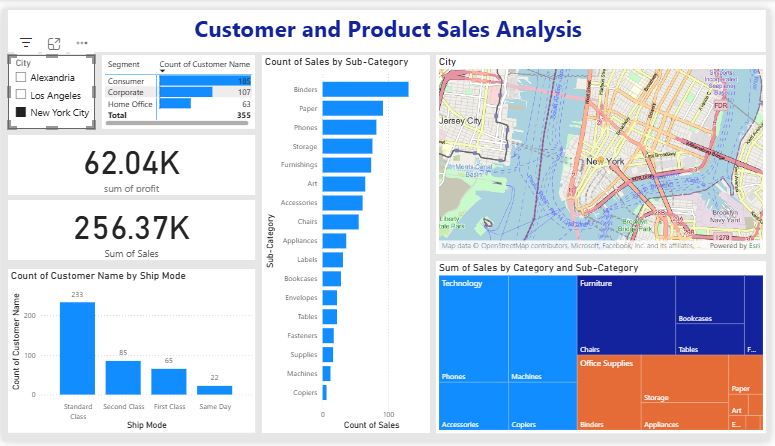 Customer and Product Sales Analysis
City
Alexandria
Los Angeles
New York City
Segment Count of Customer Name
Consumer 185
Corporate 107
Home Office 63
Total 355
62.04K
sum of profit
256.37K
Sum of Sales
Count of Customer Name by Ship Mode
Count of Customer Name
200
100
0
233
85
65
22
Standard
Class
Second Class
First Class
Same Day
Ship Mode
Count of Sales by Sub-Category
Sub-Category
Binders
Paper
Phones
Storage
Furnishings
Art
Accessories
Chairs
Appliances
Labels
Bookcases
Envelopes
Tables
Fasteners
Supplies
Machines
Copiers
0 100
Count of Sales
City
Jersey City
New York
FDR
Brooklyn
Navy Yard
Map data © OpenStreetMap contributors, Microsoft, Facebook, Inc. and its affiliates, ... Powered by Esri
Sum of Sales by Category and Sub-Category
Technology
Phones
Machines
Accessories
Copiers
Furniture
Chairs
Bookcases
Tables
F...
Office Supplies
Binders
Storage
Appliances
Paper
Art
E...